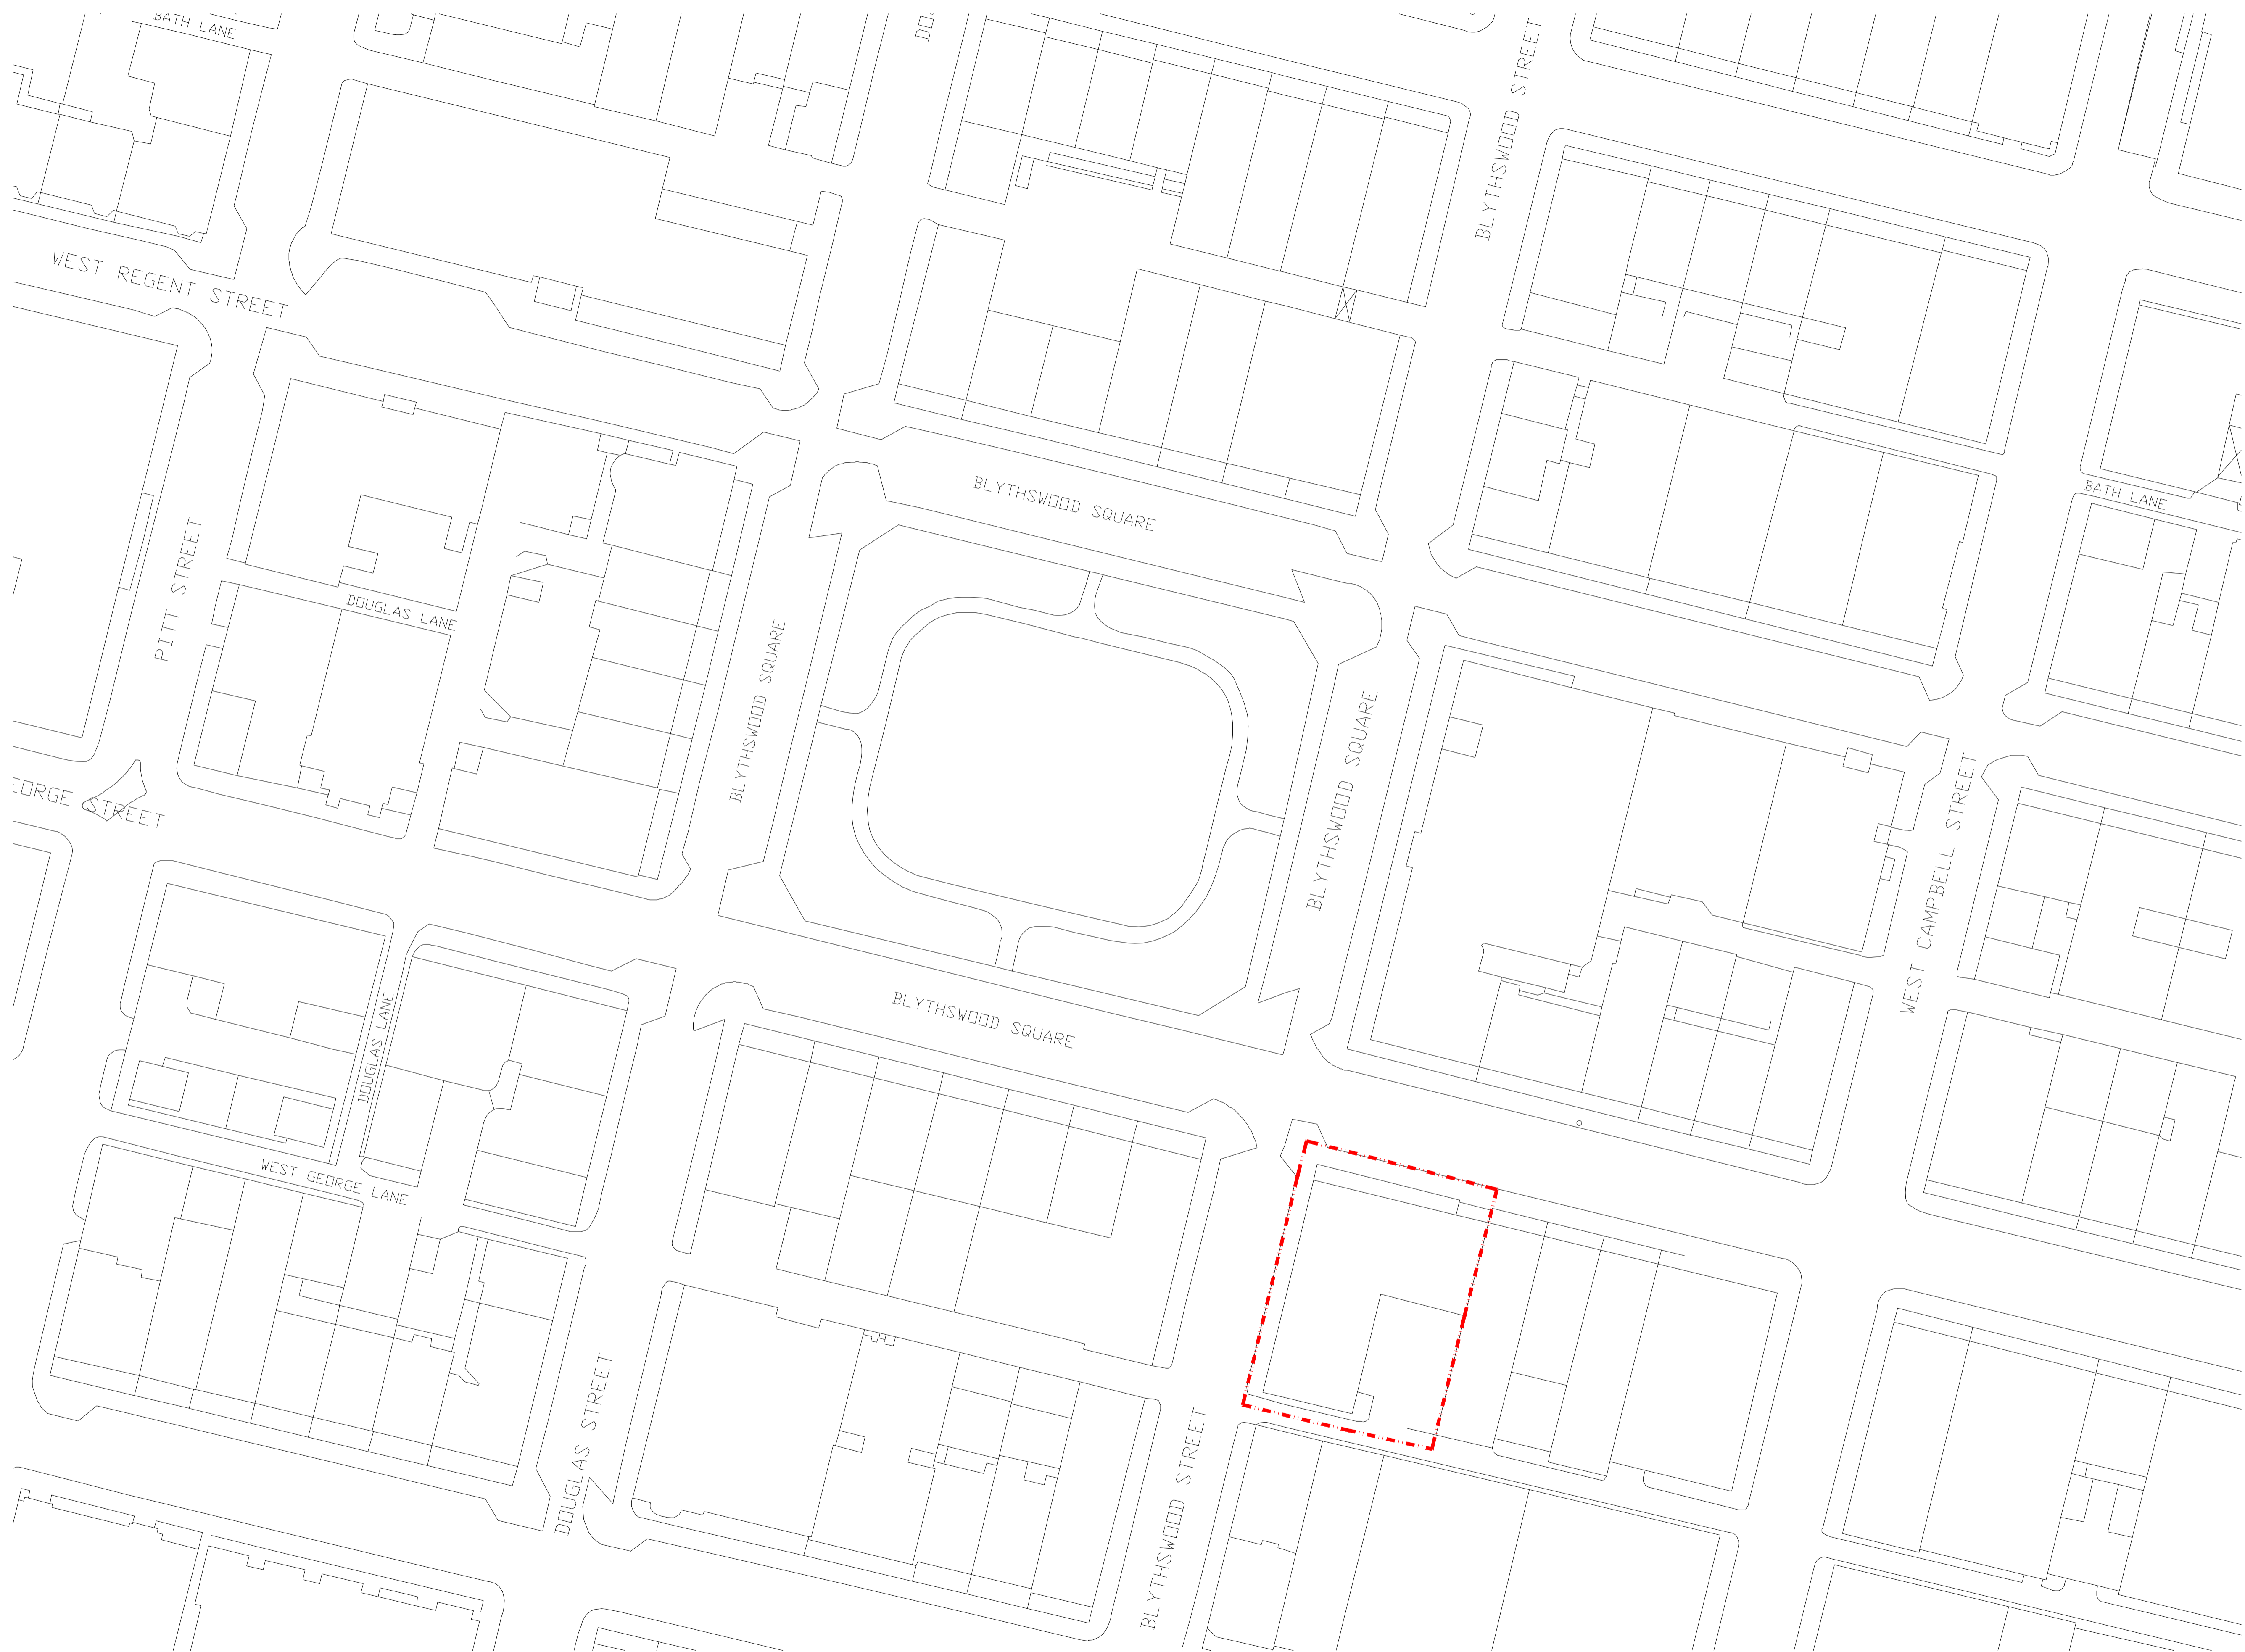 BATH LANE
BLYTHSWOOD STREET
WEST REGENT STREET
BLYTHSWOOD SQUARE
BATH LANE
PITT STREET
DOUGLAS LANE
BLYTHSWOOD SQUARE
BLYTHSWOOD SQUARE
EORGE STREET
WEST CAMPBELL STREET
BLYTHSWOOD SQUARE
DOUGLAS LANE
WEST GEORGE LANE
DOUGLAS STREET
BLYTHSWOOD STREET